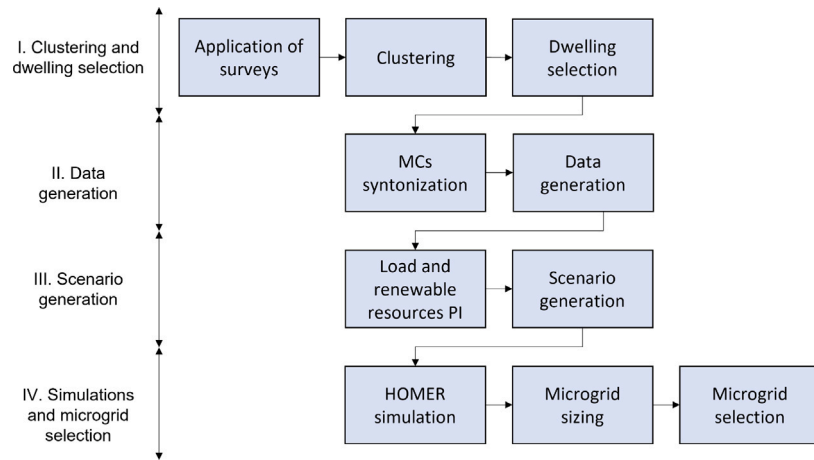 I. Clustering and
dwelling selection
Application of
surveys
Clustering
Dwelling
selection
II. Data
generation
MCs
syntonization
Data
generation
III. Scenario
generation
Load and
renewable
resources PI
Scenario
generation
IV. Simulations
and microgrid
selection
HOMER
simulation
Microgrid
sizing
Microgrid
selection